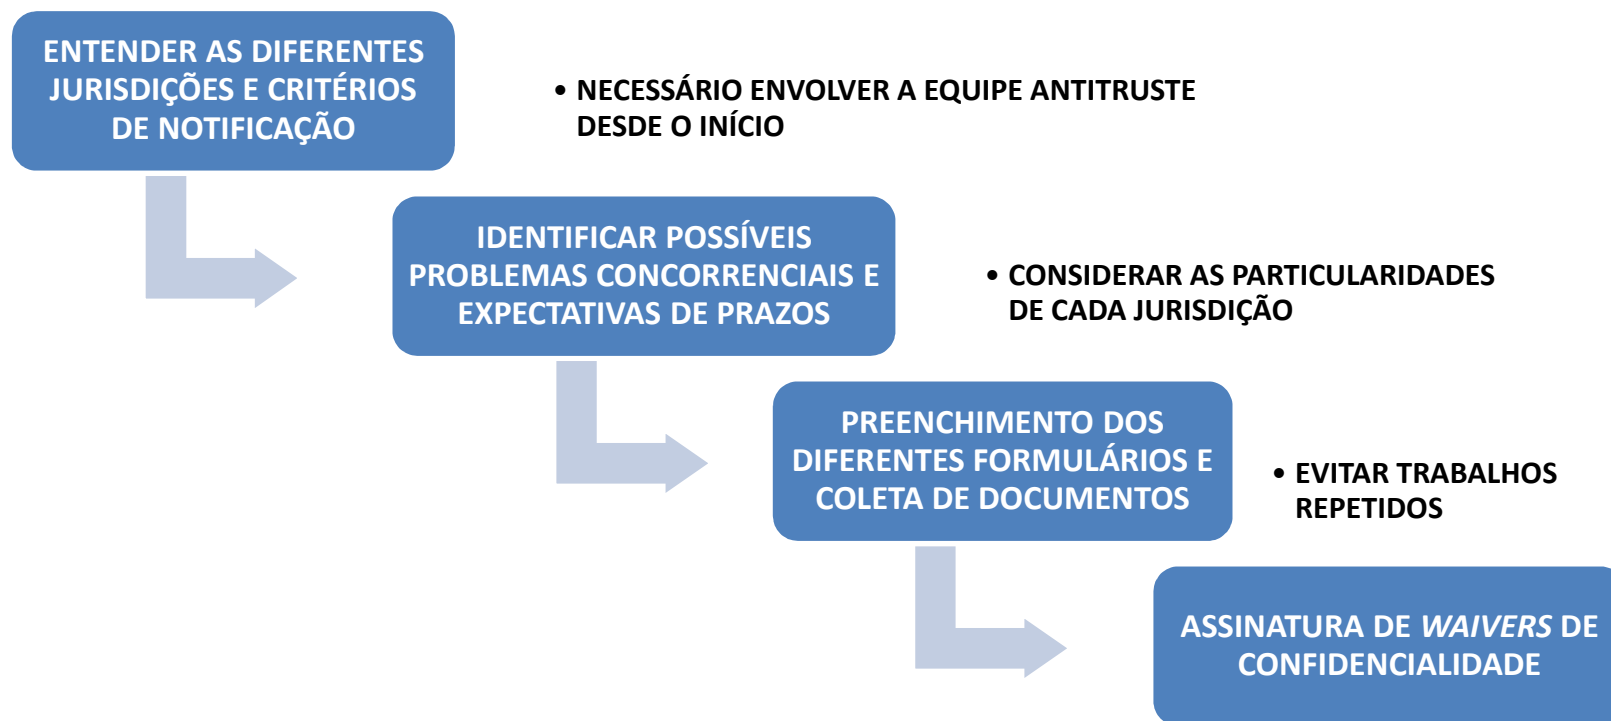 ENTENDER AS DIFERENTES
JURISDIÇÕES E CRITÉRIOS
DE NOTIFICAÇÃO
• NECESSÁRIO ENVOLVER A EQUIPE ANTITRUSTE
DESDE O INÍCIO
IDENTIFICAR POSSÍVEIS
PROBLEMAS CONCORRENCIAIS E
EXPECTATIVAS DE PRAZOS
• CONSIDERAR AS PARTICULARIDADES
DE CADA JURISDIÇÃO
PREENCHIMENTO DOS
DIFERENTES FORMULÁRIOS E
COLETA DE DOCUMENTOS
• EVITAR TRABALHOS
REPETIDOS
ASSINATURA DE WAIVERS DE
CONFIDENCIALIDADE